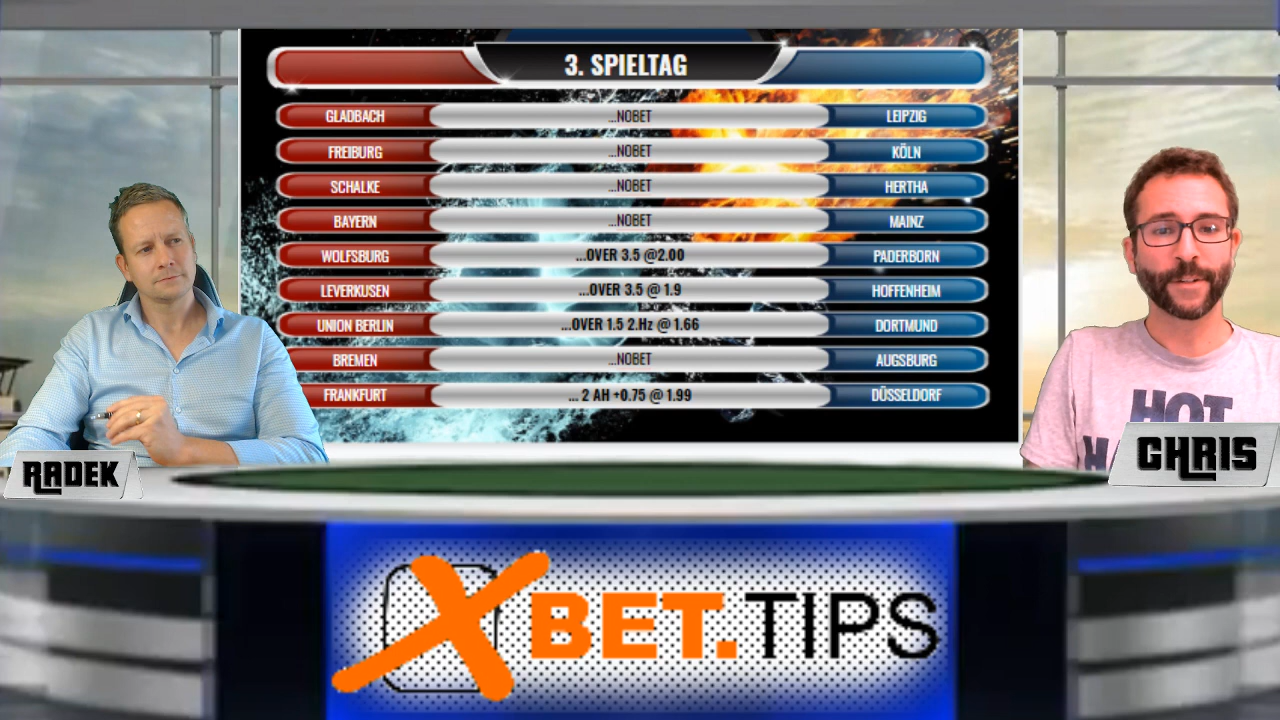 3. SPIELTAG
GLADBACH ...NOBET LEIPZIG
FREIBURG ...NOBET KÖLN
SCHALKE ...NOBET HERTHA
BAYERN ...NOBET MAINZ
WOLFSBURG ...OVER 3.5 @2.00 PADERBORN
LEVERKUSEN ...OVER 3.5 @ 1.9 HOFFENHEIM
UNION BERLIN ...OVER 1.5 2.Hz @ 1.66 DORTMUND
BREMEN ...NOBET AUGSBURG
FRANKFURT ... 2 AH +0.75 @ 1.99 DÜSSELDORF
HOT
RADEK
CHRIS
XBET.TIPS